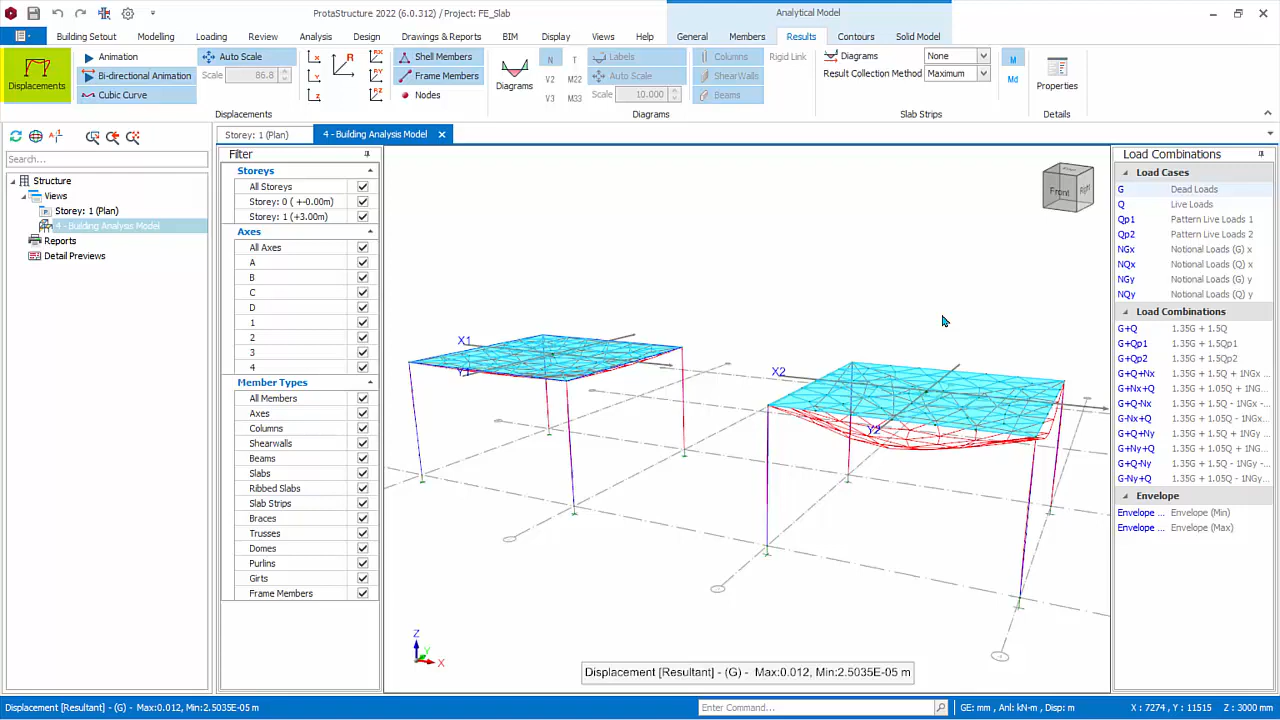 ProtaStructure 2022 (6.0.312) | Project: FE_Slab
Analytical Model
Building Setout
Modelling
Loading
Review
Analysis
Design
Drawings & Reports
BIM
Display
Views
Help
General
Members
Results
Contours
Solid Model
Displacements
Animation
Bi-directional Animation
Cubic Curve
Auto Scale
Scale
86.8
Shell Members
Frame Members
Nodes
Displacements
Diagrams
N
V2
V3
T
M22
M33
Labels
Auto Scale
Scale
10.000
Columns
ShearWalls
Beams
Rigid Link
Diagrams
Diagrams
None
Result Collection Method
Maximum
Slab Strips
M
Md
Properties
Details
Storey: 1 (Plan)
4 - Building Analysis Model
Search...
Structure
Views
Storey: 1 (Plan)
4 - Building Analysis Model
Reports
Detail Previews
Filter
Storeys
All Storeys
Storey: 0 ( +-0.00m)
Storey: 1 (+3.00m)
Axes
All Axes
A
B
C
D
1
2
3
4
Member Types
All Members
Axes
Columns
Shearwalls
Beams
Slabs
Ribbed Slabs
Slab Strips
Braces
Trusses
Domes
Purlins
Girts
Frame Members
X1
Y1
X2
Y2
Front
Right
Z
Y
X
Displacement [Resultant] - (G) - Max:0.012, Min:2.5035E-05 m
Load Combinations
Load Cases
G Dead Loads
Q Live Loads
Qp1 Pattern Live Loads 1
Qp2 Pattern Live Loads 2
NGx Notional Loads (G) x
NQx Notional Loads (Q) x
NGy Notional Loads (G) y
NQy Notional Loads (Q) y
Load Combinations
G+Q 1.35G + 1.5Q
G+Qp1 1.35G + 1.5Qp1
G+Qp2 1.35G + 1.5Qp2
G+Q+Nx 1.35G + 1.5Q + 1NGx ...
G+Nx+Q 1.35G + 1.05Q + 1NGx...
G+Q-Nx 1.35G + 1.5Q - 1NGx -...
G-Nx+Q 1.35G + 1.05Q - 1NGx...
G+Q+Ny 1.35G + 1.5Q + 1NGy ...
G+Ny+Q 1.35G + 1.05Q + 1NGy...
G+Q-Ny 1.35G + 1.5Q - 1NGy -...
G-Ny+Q 1.35G + 1.05Q - 1NGy...
Envelope
Envelope ... Envelope (Min)
Envelope ... Envelope (Max)
Displacement [Resultant] - (G) - Max:0.012, Min:2.5035E-05 m
Enter Command...
GE: mm , Anl: kN-m , Disp: m
X : 7274 , Y : 11515
Z : 3000 mm